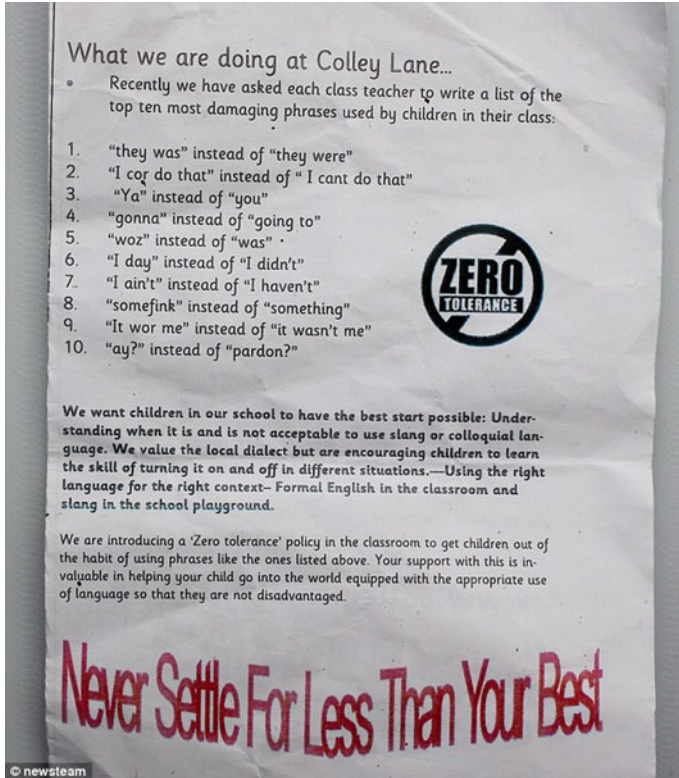 What we are doing at Colley Lane...
• Recently we have asked each class teacher to write a list of the
top ten most damaging phrases used by children in their class:
1. “they was” instead of “they were”
2. “I cor do that” instead of “ I cant do that”
3. “Ya” instead of “you”
4. “gonna” instead of “going to”
5. “woz” instead of “was”
6. “I day” instead of “I didn’t”
7. “I ain't” instead of “I haven’t”
8. “somefink” instead of “something”
9. “It wor me” instead of “it wasn’t me”
10. “ay?” instead of “pardon?”
ZERO
TOLERANCE
We want children in our school to have the best start possible: Under-
standing when it is and is not acceptable to use slang or colloquial lan-
guage. We value the local dialect but are encouraging children to learn
the skill of turning it on and off in different situations.—Using the right
language for the right context– Formal English in the classroom and
slang in the school playground.
We are introducing a ‘Zero tolerance’ policy in the classroom to get children out of
the habit of using phrases like the ones listed above. Your support with this is in-
valuable in helping your child go into the world equipped with the appropriate use
of language so that they are not disadvantaged.
Never Settle For Less Than Your Best
© newsteam